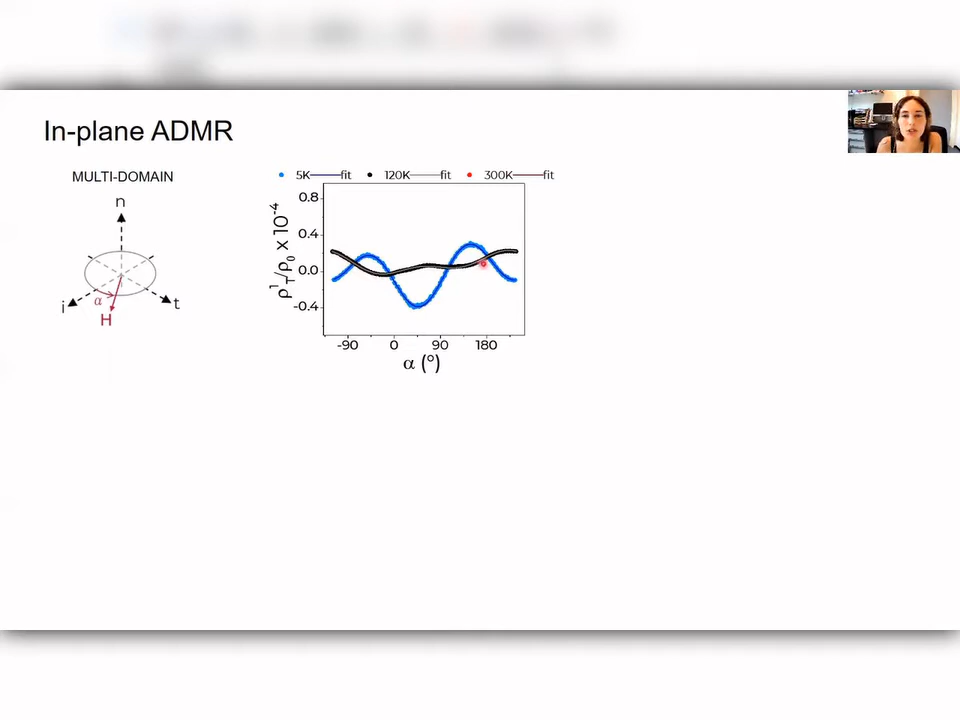 In-plane ADMR
MULTI-DOMAIN
n
i
t
α
H
5K fit 120K fit 300K fit
ρ¹T/ρ0 x 10⁻⁴
0.8
0.4
0.0
-0.4
-90 0 90 180
α (°)